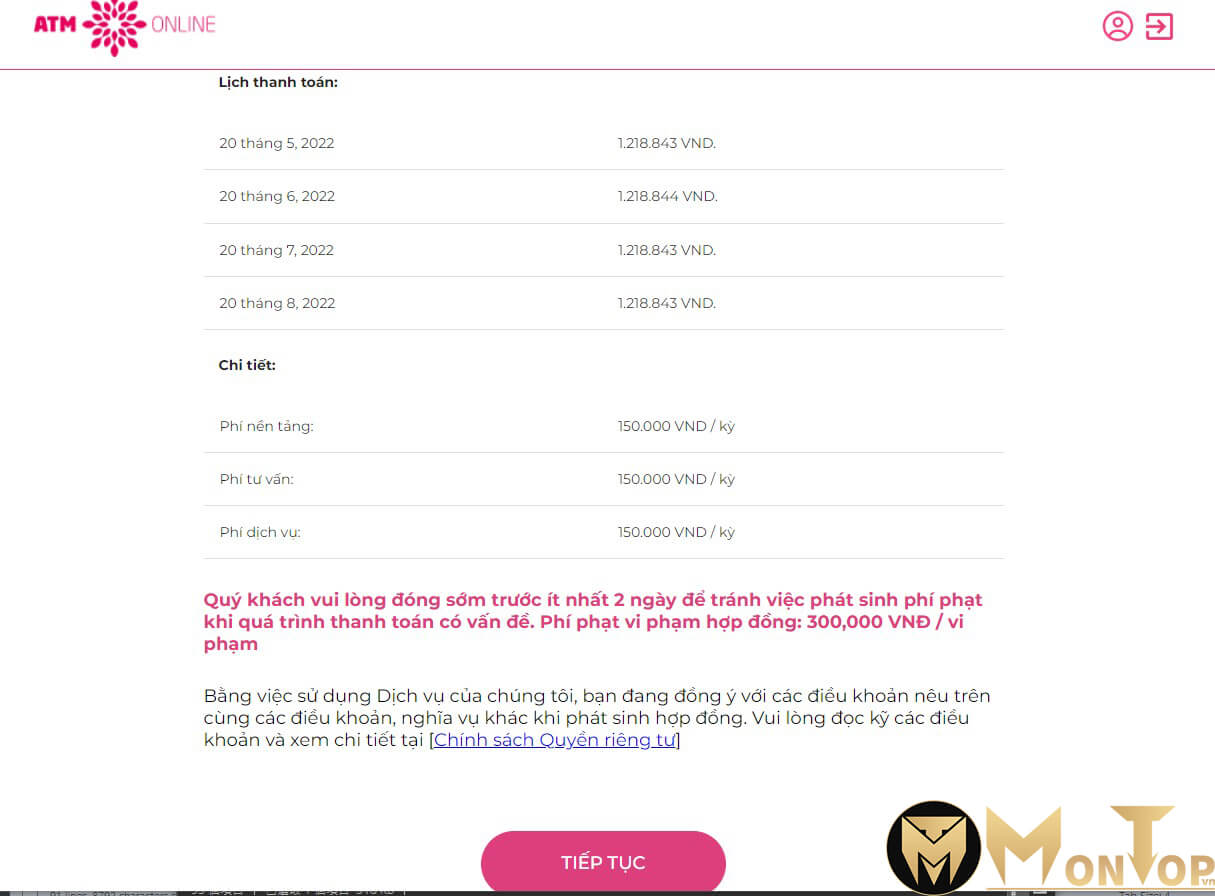 ATM ONLINE
Lịch thanh toán:
20 tháng 5, 2022 1.218.843 VND.
20 tháng 6, 2022 1.218.844 VND.
20 tháng 7, 2022 1.218.843 VND.
20 tháng 8, 2022 1.218.843 VND.
Chi tiết:
Phí nền tảng: 150.000 VND / kỳ
Phí tư vấn: 150.000 VND / kỳ
Phí dịch vụ: 150.000 VND / kỳ
Quý khách vui lòng đóng sớm trước ít nhất 2 ngày để tránh việc phát sinh phí phạt
khi quá trình thanh toán có vấn đề. Phí phạt vi phạm hợp đồng: 300,000 VNĐ / vi
phạm
Bằng việc sử dụng Dịch vụ của chúng tôi, bạn đang đồng ý với các điều khoản nêu trên
cùng các điều khoản, nghĩa vụ khác khi phát sinh hợp đồng. Vui lòng đọc kỹ các điều
khoản và xem chi tiết tại [Chính sách Quyền riêng tư]
TIẾP TỤC
MONTOP.vn